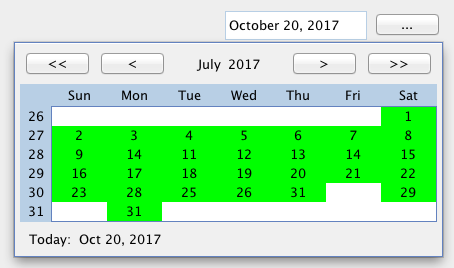 October 20, 2017 ...
<< < July 2017 > >>
Sun Mon Tue Wed Thu Fri Sat
26 1
27 2 3 4 5 6 7 8
28 9 14 11 12 13 14 15
29 16 17 18 19 20 21 22
30 23 28 25 26 31 29
31 31
Today: Oct 20, 2017